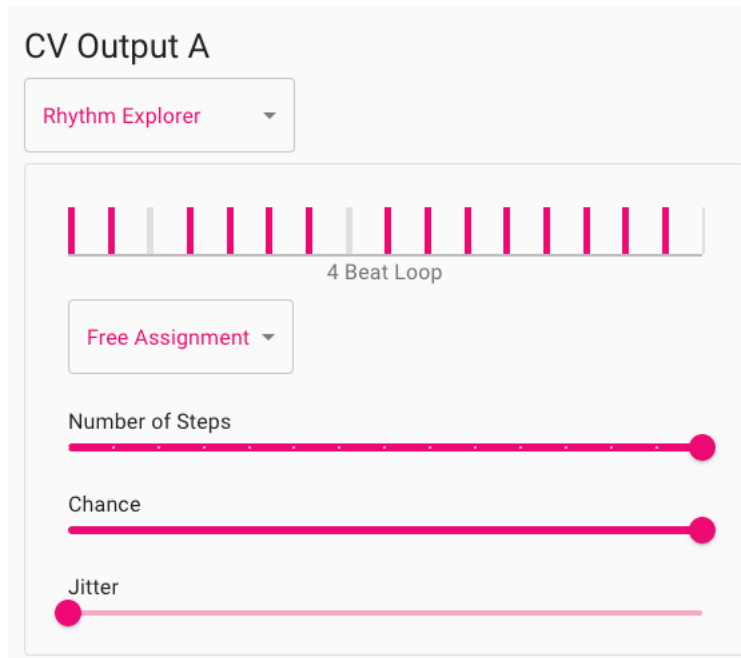 CV Output A
Rhythm Explorer
4 Beat Loop
Free Assignment
Number of Steps
Chance
Jitter